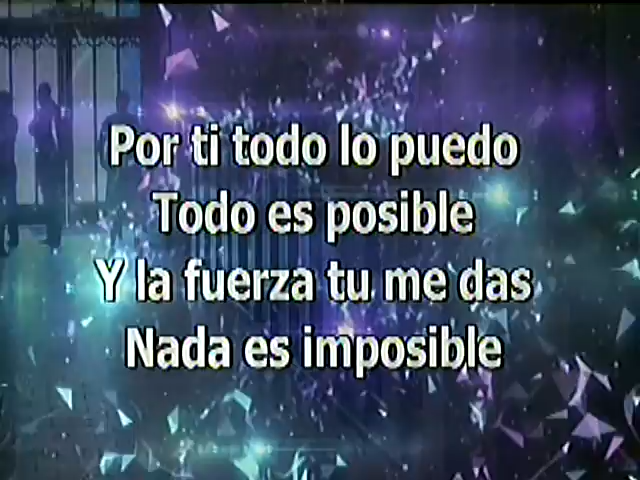 Por ti todo lo puedo
Todo es posible
Y la fuerza tu me das
Nada es imposible